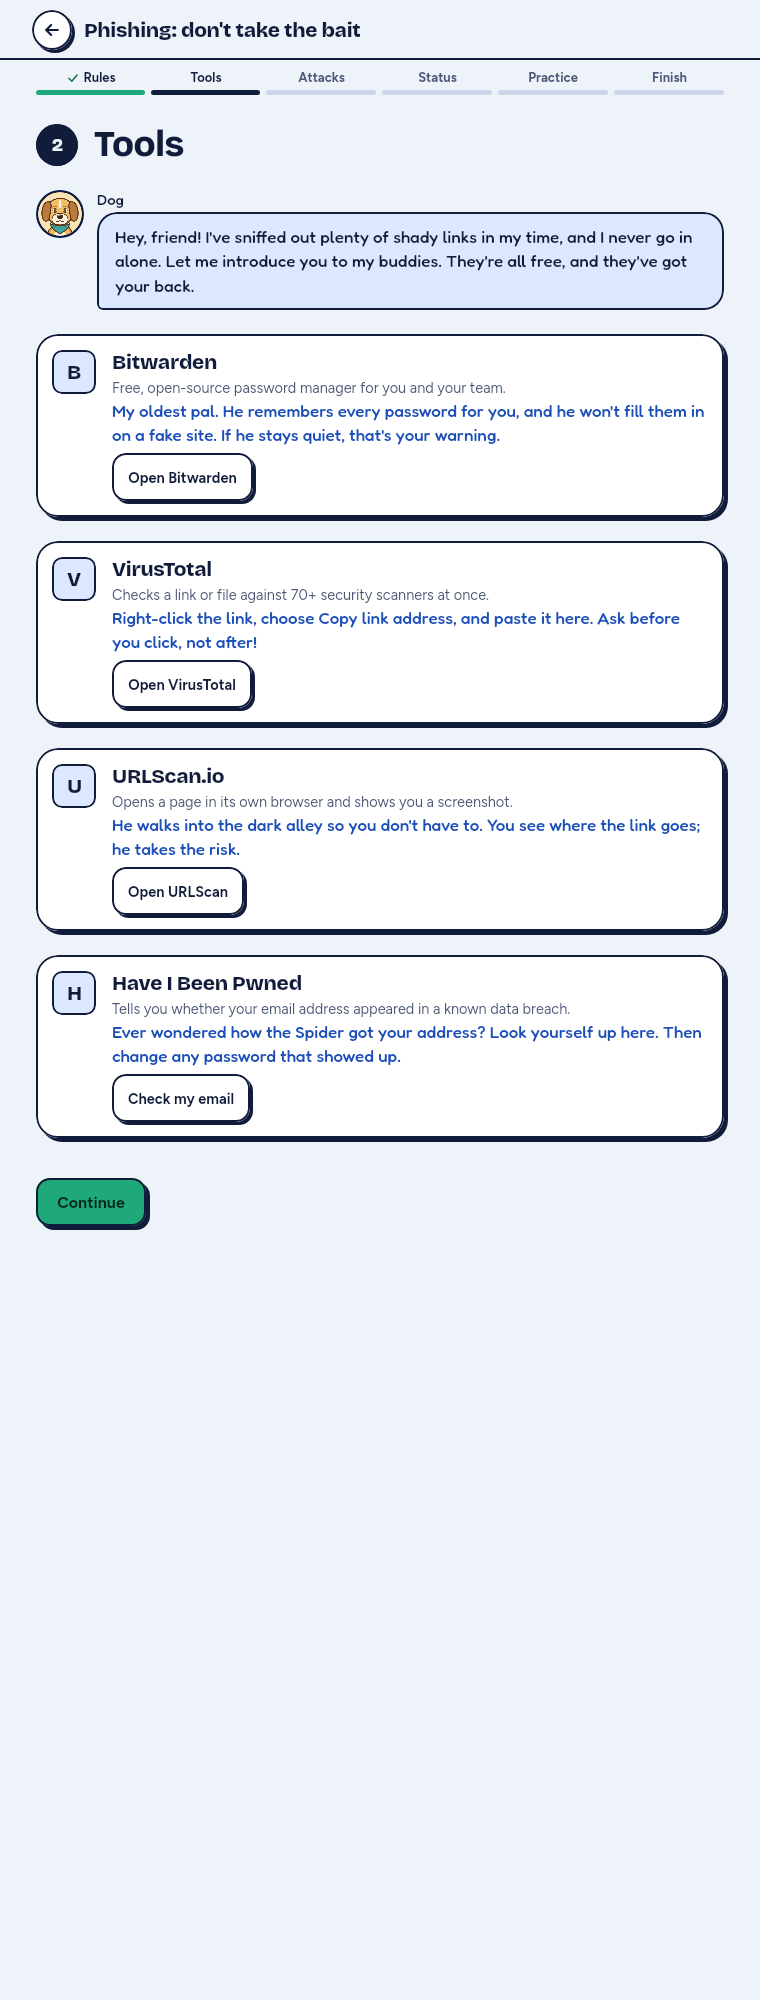 Phishing: don't take the bait
Rules
Tools
Attacks
Status
Practice
Finish
2
Tools
Dog
Hey, friend! I've sniffed out plenty of shady links in my time, and I never go in
alone. Let me introduce you to my buddies. They're all free, and they've got
your back.
B
Bitwarden
Free, open-source password manager for you and your team.
My oldest pal. He remembers every password for you, and he won't fill them in
on a fake site. If he stays quiet, that's your warning.
Open Bitwarden
V
VirusTotal
Checks a link or file against 70+ security scanners at once.
Right-click the link, choose Copy link address, and paste it here. Ask before
you click, not after!
Open VirusTotal
U
URLScan.io
Opens a page in its own browser and shows you a screenshot.
He walks into the dark alley so you don't have to. You see where the link goes;
he takes the risk.
Open URLScan
H
Have I Been Pwned
Tells you whether your email address appeared in a known data breach.
Ever wondered how the Spider got your address? Look yourself up here. Then
change any password that showed up.
Check my email
Continue